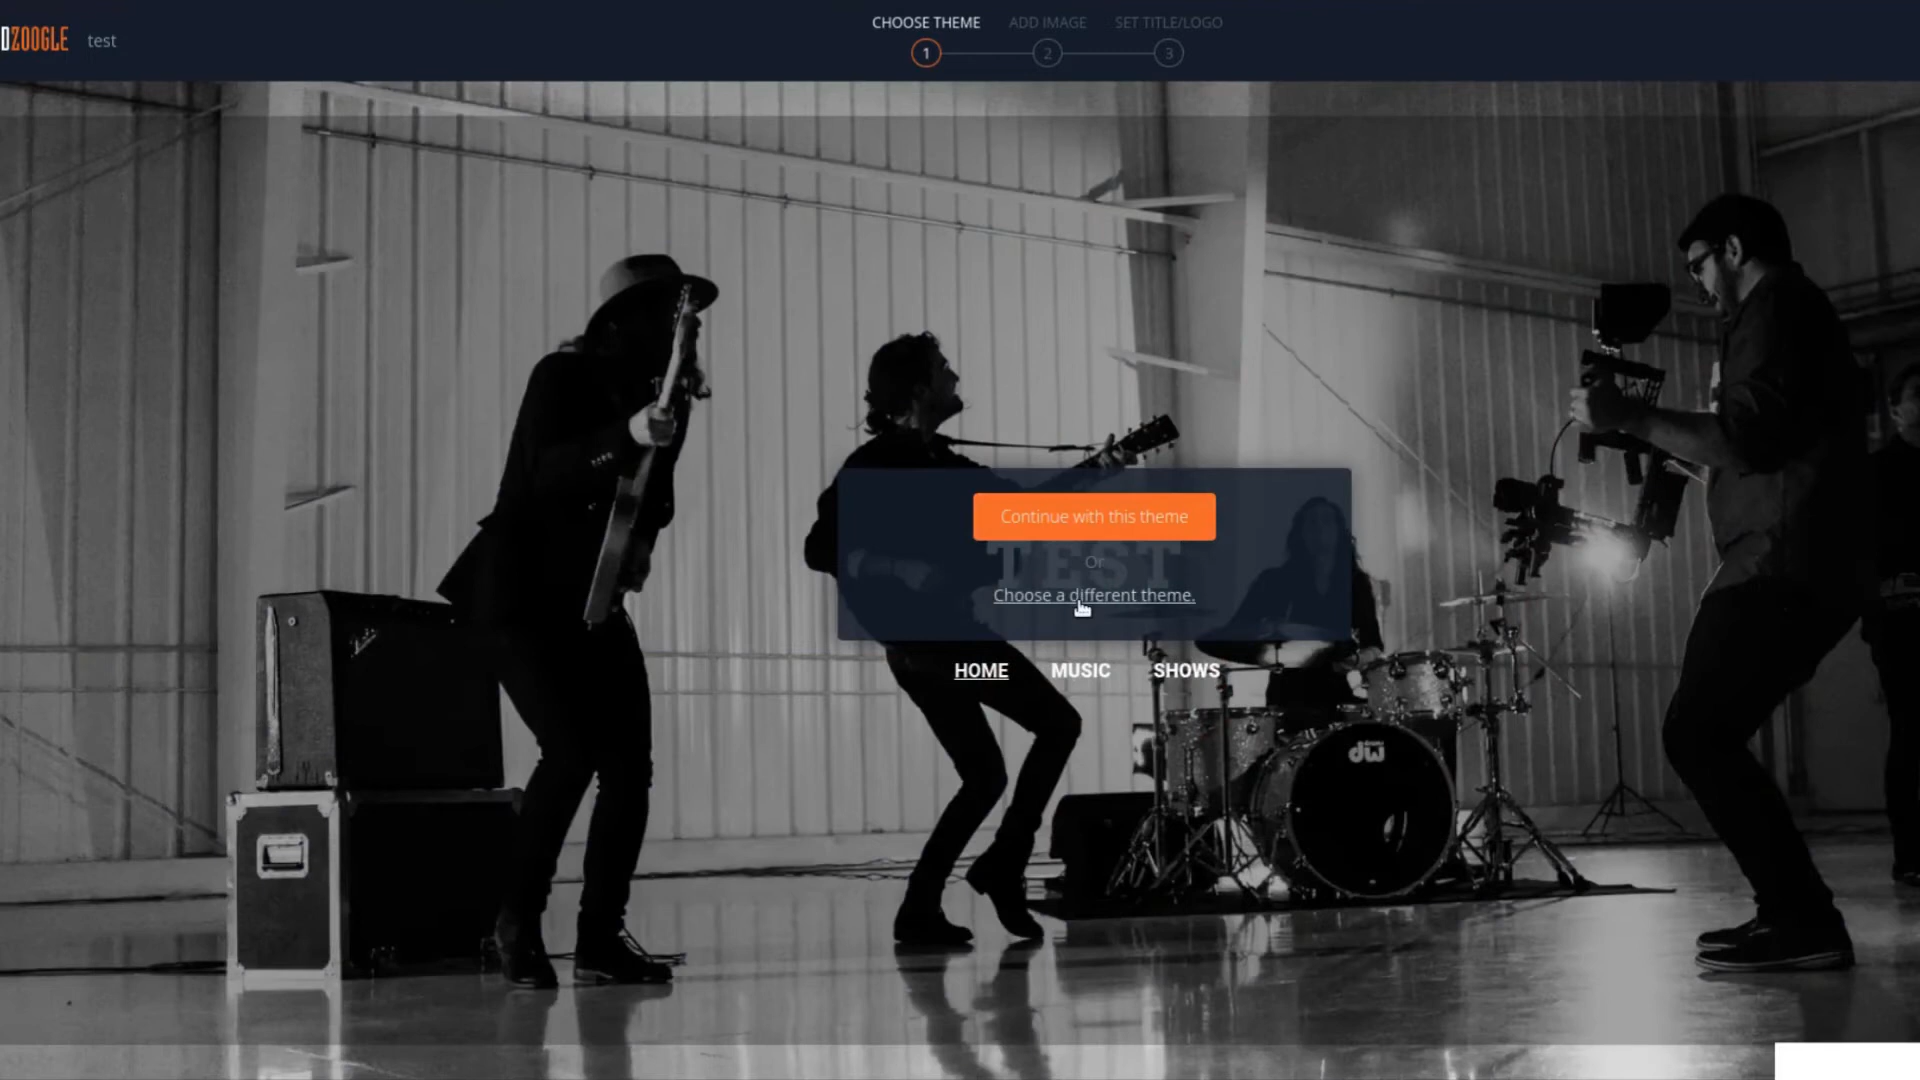 DZOOGLE
test
CHOOSE THEME
ADD IMAGE
SET TITLE/LOGO
1
2
3
Continue with this theme
TEST
Or
Choose a different theme.
HOME
MUSIC
SHOWS
dw